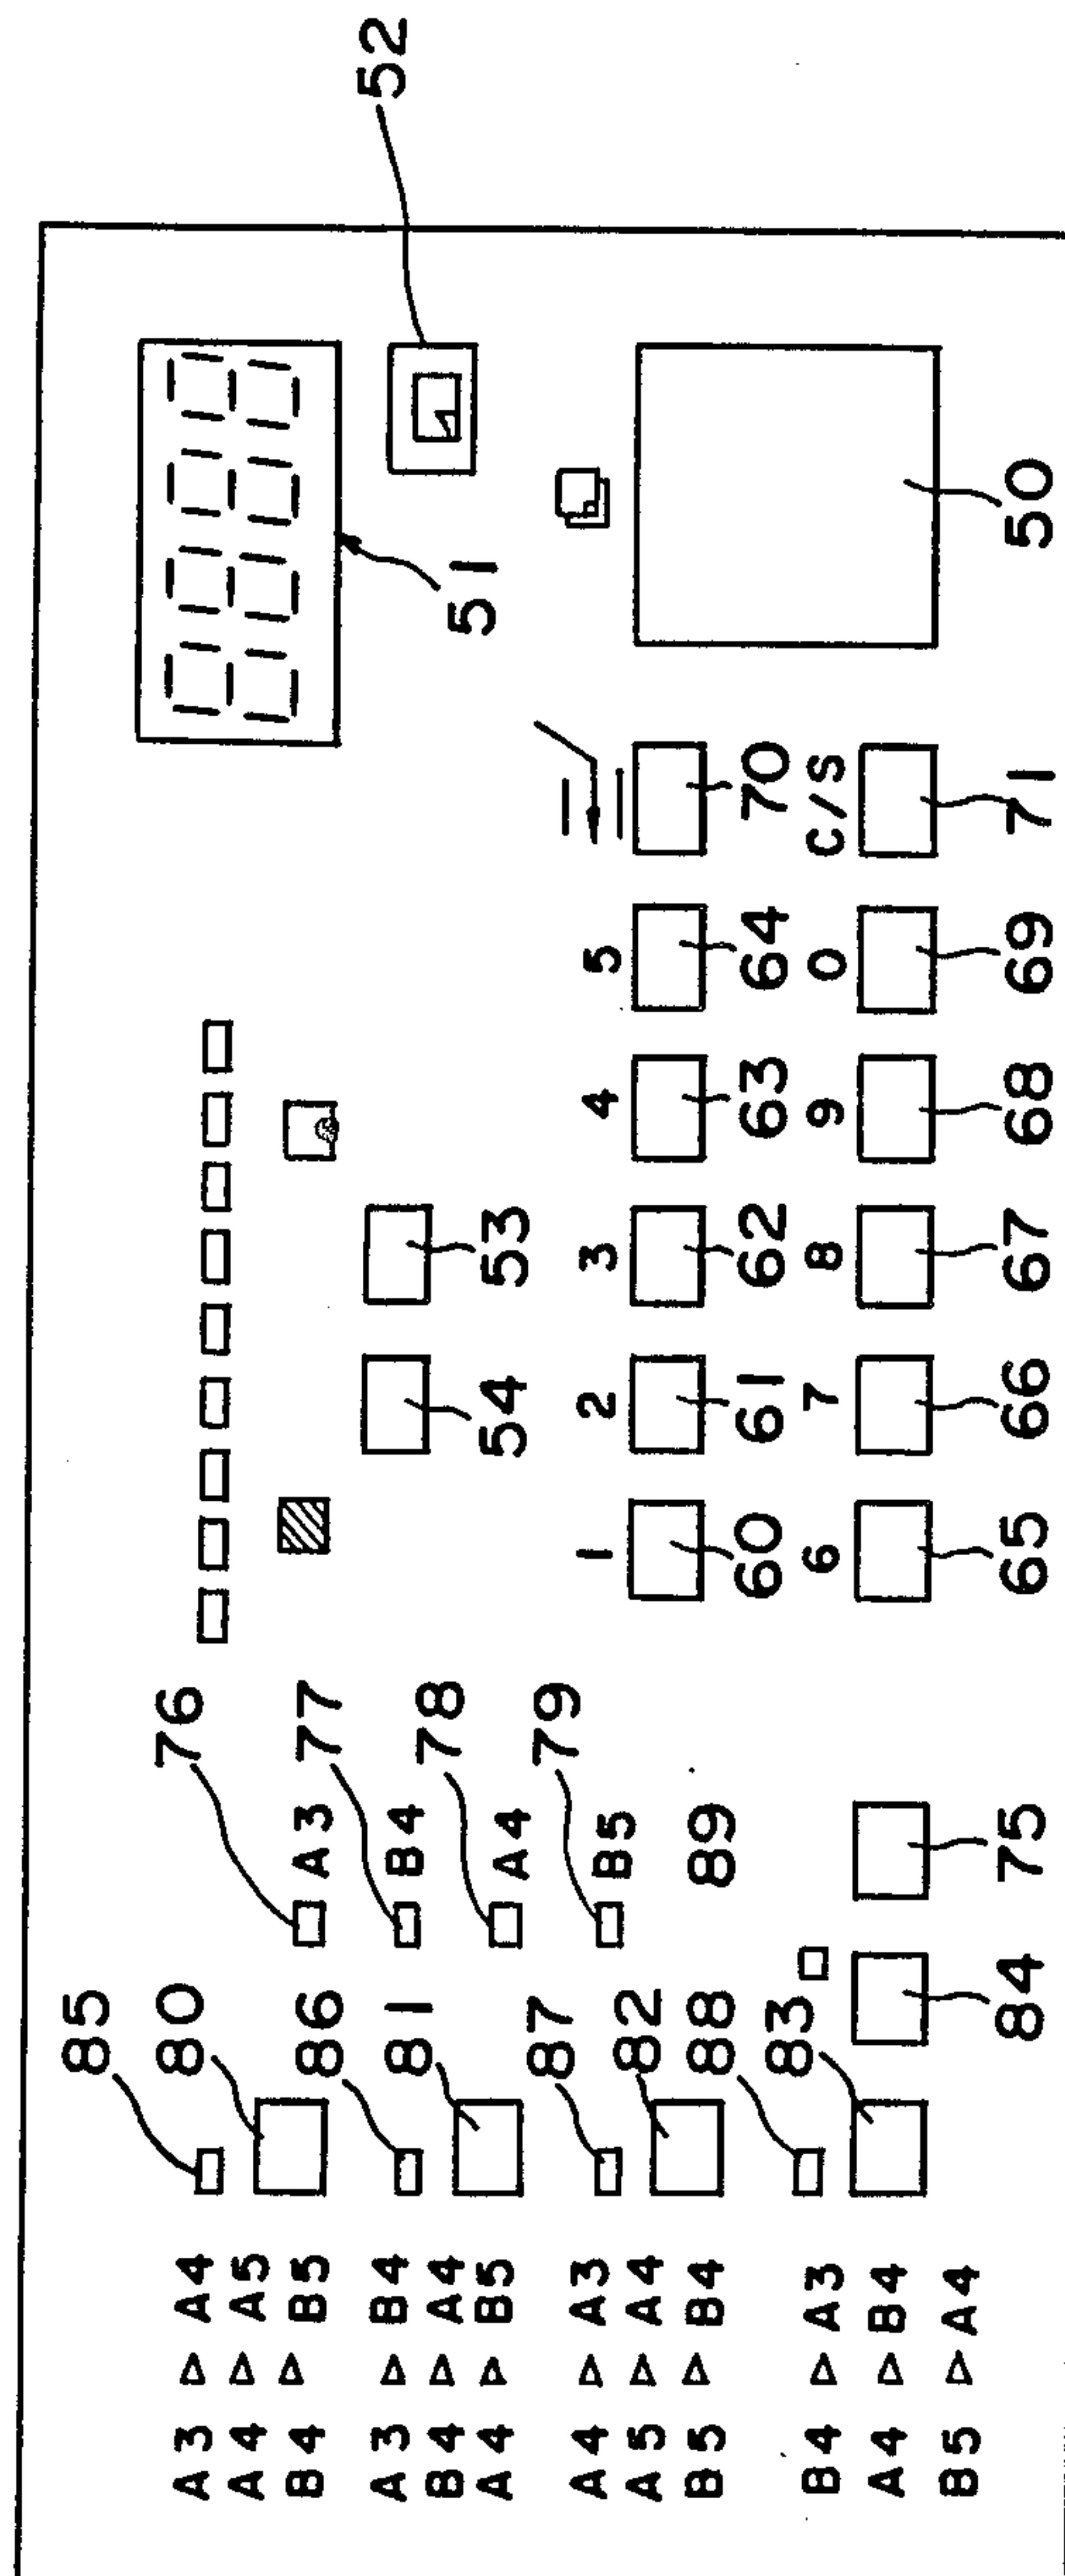 85
A3 ▷ A4
80
76
A4 ▷ A5
B4 ▷ B5
86
77
A3
52
A3 ▷ B4
81
B4
B4 ▷ A4
78
A4 ▷ B5
A4
54
53
51
87
79
A4 ▷ A3
B5
1 2 3 4 5
A5 ▷ A4
82
B5 ▷ B4
88
89
83
60 61 62 63 64 70
B4 ▷ A3
6 7 8 9 0 C/S
A4 ▷ B4
B5 ▷ A4
84 75 65 66 67 68 69 71 50